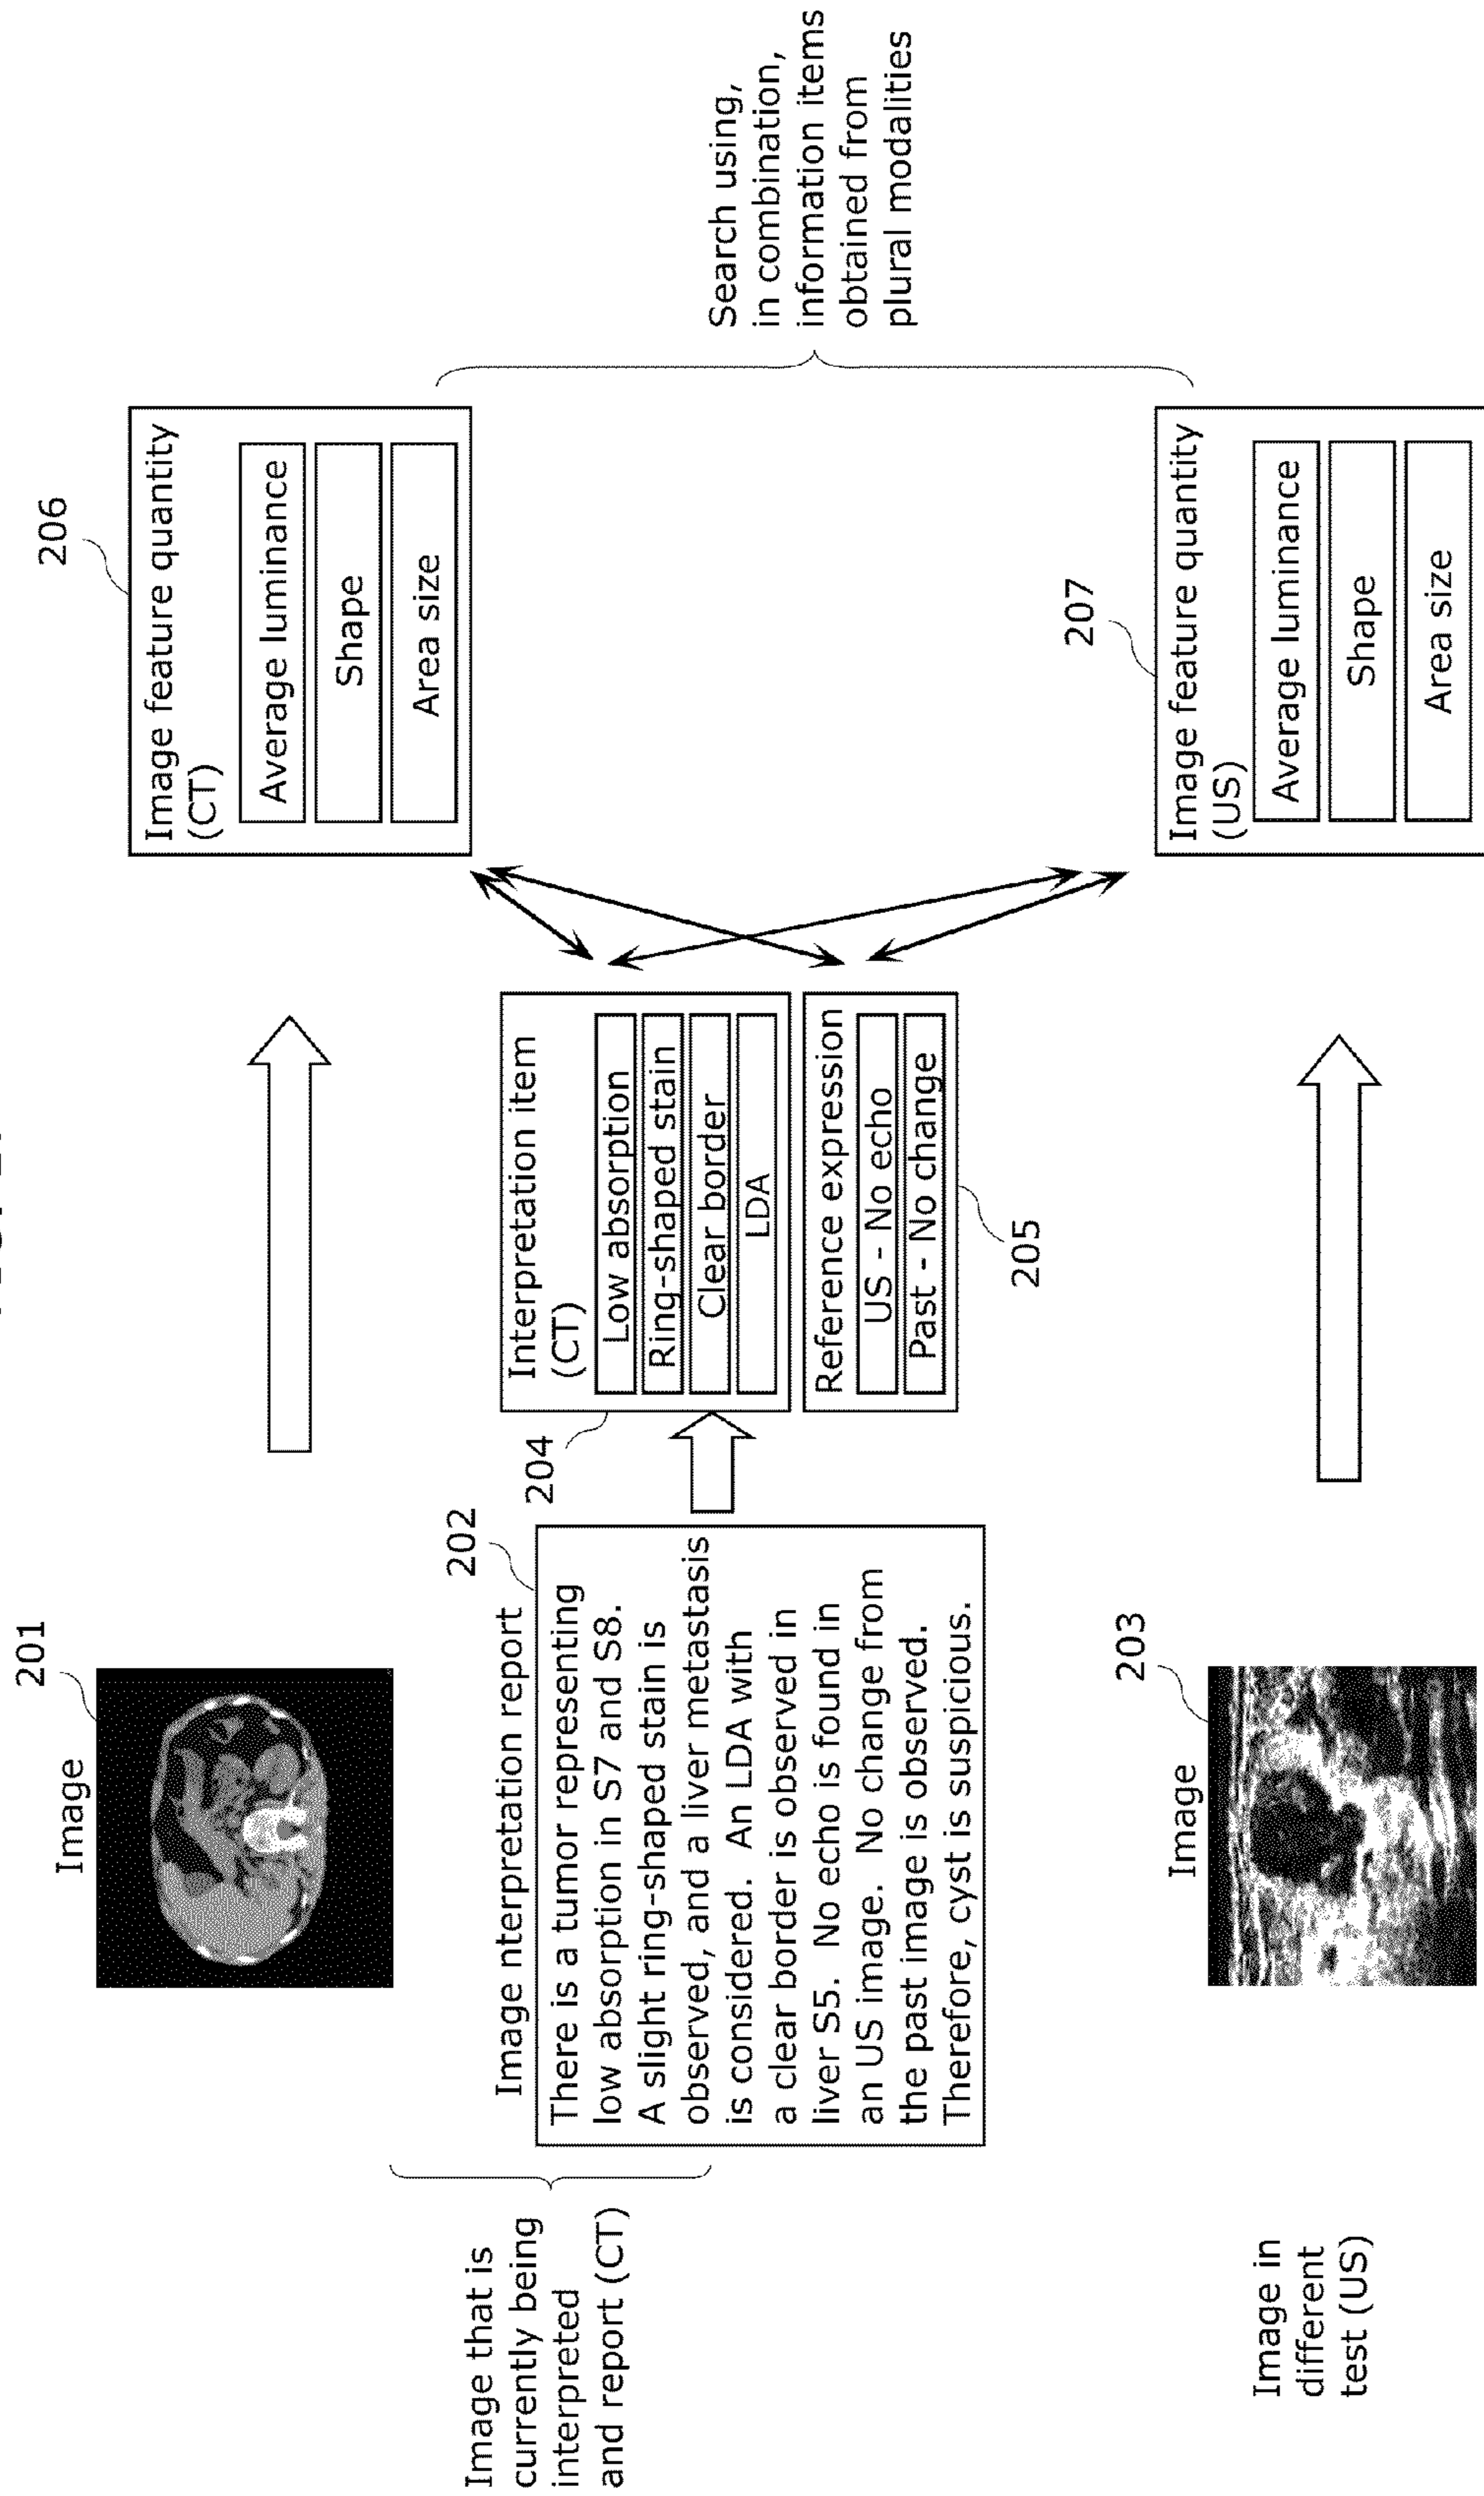 Image that is
currently being
interpreted
and report (CT)
Image
201
Image nterpretation report
202
There is a tumor representing
low absorption in S7 and S8.
A slight ring-shaped stain is
observed, and a liver metastasis
is considered. An LDA with
a clear border is observed in
liver S5. No echo is found in
an US image. No change from
the past image is observed.
Therefore, cyst is suspicious.
Image in
different
test (US)
Image
203
204
Interpretation item
(CT)
Low absorption
Ring-shaped stain
Clear border
LDA
Reference expression
US - No echo
Past - No change
205
206
Image feature quantity
(CT)
Average luminance
Shape
Area size
207
Image feature quantity
(US)
Average luminance
Shape
Area size
Search using,
in combination,
information items
obtained from
plural modalities